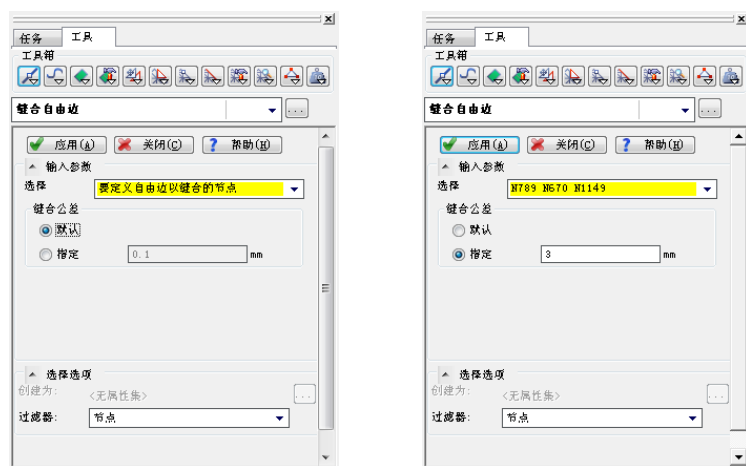 任务 工具
工具箱
缝合自由边
应用(A) 关闭(C) ? 帮助(H)
输入参数
选择 要定义自由边以缝合的节点
缝合公差
默认
指定 0.1 mm
选择选项
创建为: <无属性集>
过滤器: 节点
任务 工具
工具箱
缝合自由边
应用(A) 关闭(C) ? 帮助(H)
输入参数
选择 N789 N670 N1149
缝合公差
默认
指定 3 mm
选择选项
创建为: <无属性集>
过滤器: 节点